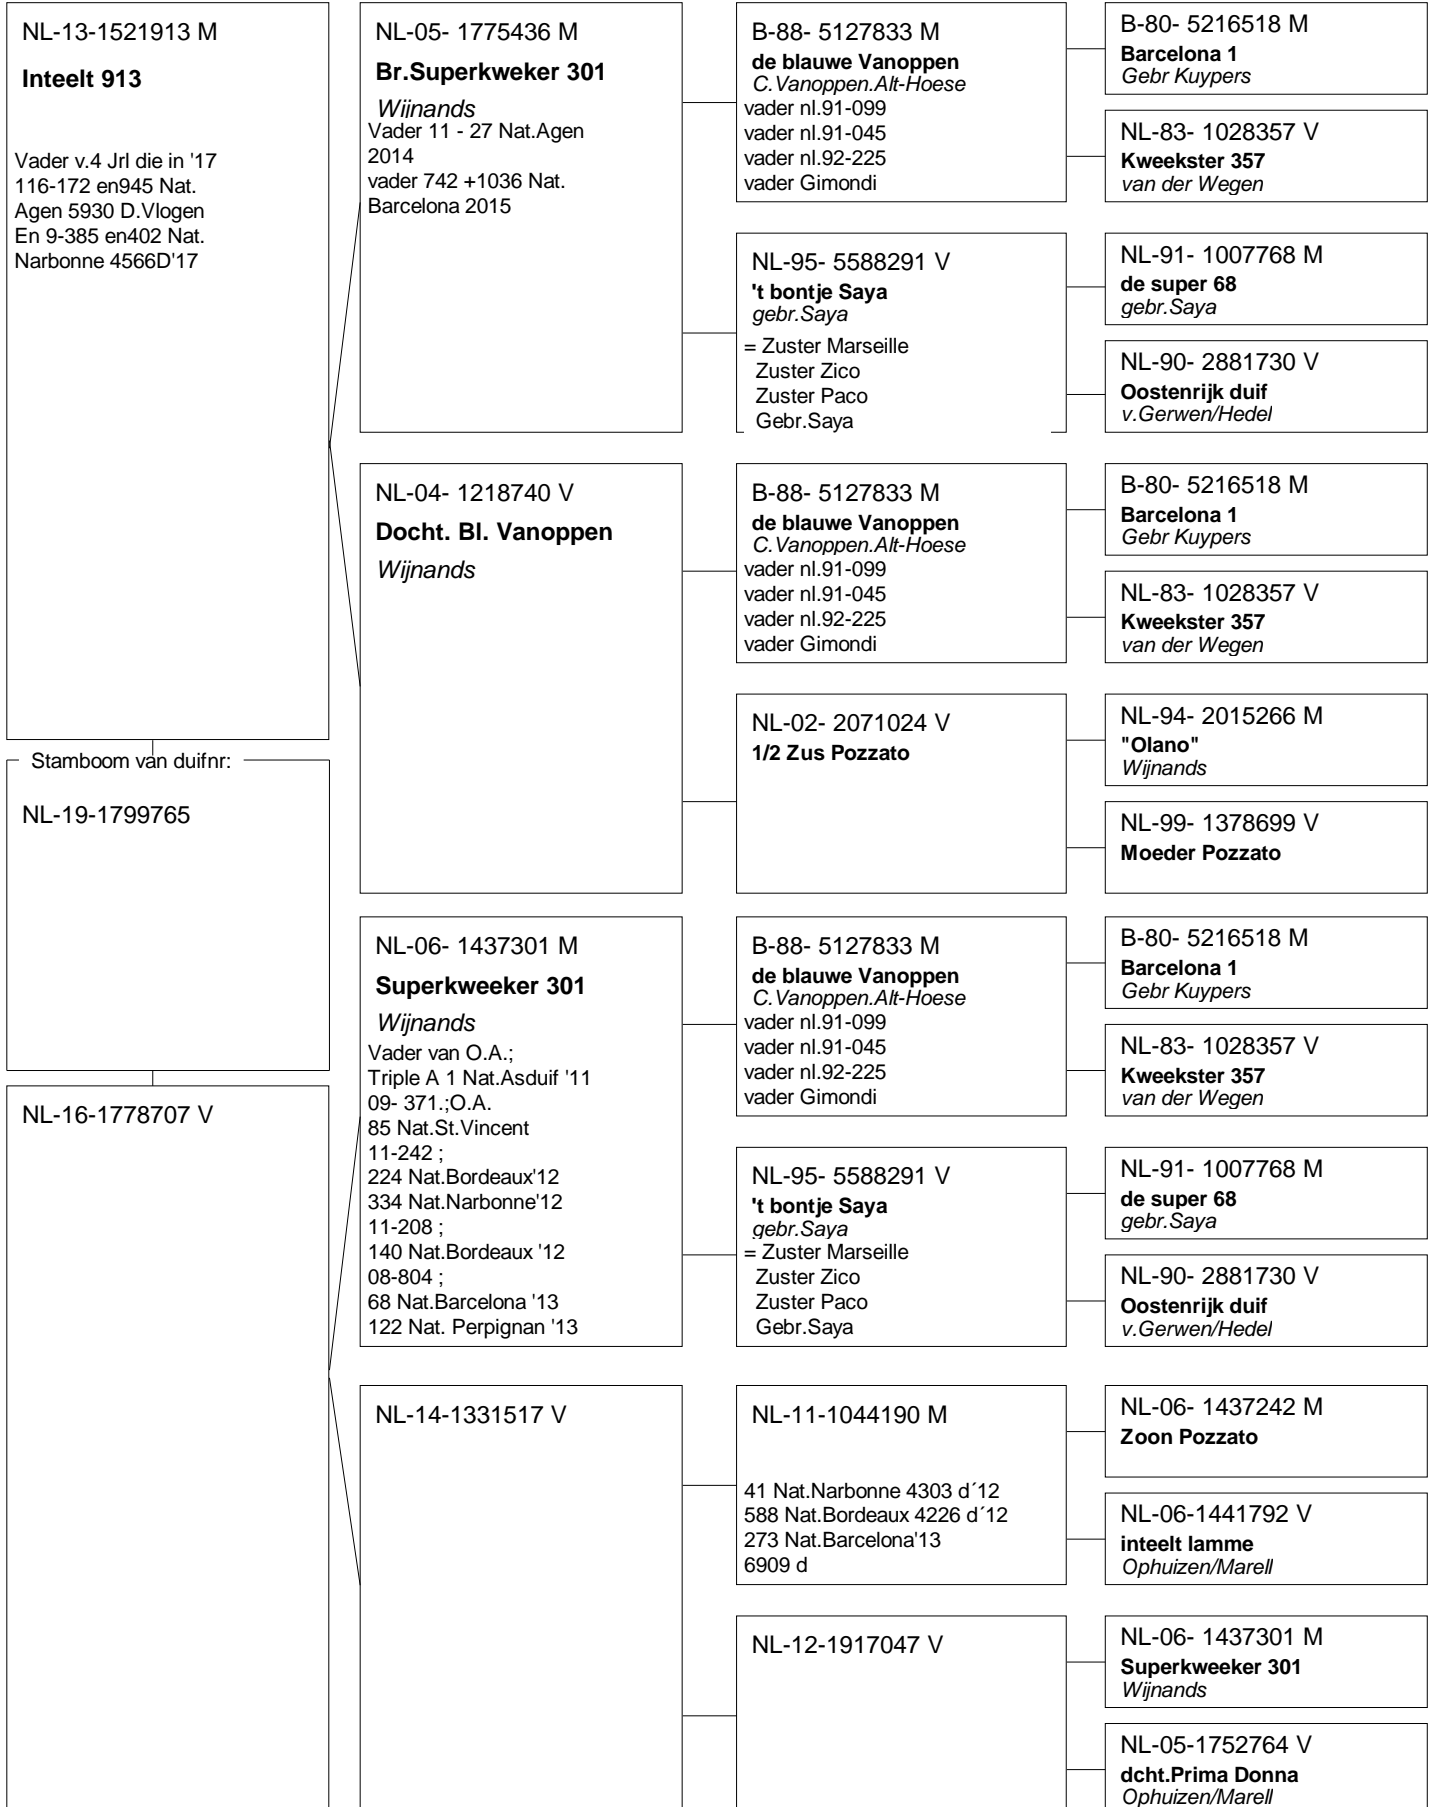 NL-13-1521913 M
Inteelt 913
Vader v.4 Jrl die in '17
116-172 en945 Nat.
Agen 5930 D.Vlogen
En 9-385 en402 Nat.
Narbonne 4566D'17
Stamboom van duifnr:
NL-19-1799765
NL-16-1778707 V
NL-05- 1775436 M
Br.Superkweker 301
Wijnands
Vader 11 - 27 Nat.Agen
2014
vader 742 +1036 Nat.
Barcelona 2015
NL-04- 1218740 V
Docht. Bl. Vanoppen
Wijnands
NL-06- 1437301 M
Superkweeker 301
Wijnands
Vader van O.A.;
Triple A 1 Nat.Asduif '11
09- 371.;O.A.
85 Nat.St.Vincent
11-242 ;
224 Nat.Bordeaux'12
334 Nat.Narbonne'12
11-208 ;
140 Nat.Bordeaux '12
08-804 ;
68 Nat.Barcelona '13
122 Nat. Perpignan '13
NL-14-1331517 V
B-88- 5127833 M
de blauwe Vanoppen
C.Vanoppen.Alt-Hoese
vader nl.91-099
vader nl.91-045
vader nl.92-225
vader Gimondi
NL-95- 5588291 V
't bontje Saya
gebr.Saya
= Zuster Marseille
Zuster Zico
Zuster Paco
Gebr.Saya
B-88- 5127833 M
de blauwe Vanoppen
C.Vanoppen.Alt-Hoese
vader nl.91-099
vader nl.91-045
vader nl.92-225
vader Gimondi
NL-02- 2071024 V
1/2 Zus Pozzato
B-88- 5127833 M
de blauwe Vanoppen
C.Vanoppen.Alt-Hoese
vader nl.91-099
vader nl.91-045
vader nl.92-225
vader Gimondi
NL-95- 5588291 V
't bontje Saya
gebr.Saya
= Zuster Marseille
Zuster Zico
Zuster Paco
Gebr.Saya
NL-11-1044190 M
41 Nat.Narbonne 4303 d´12
588 Nat.Bordeaux 4226 d´12
273 Nat.Barcelona'13
6909 d
NL-12-1917047 V
B-80- 5216518 M
Barcelona 1
Gebr Kuypers
NL-83- 1028357 V
Kweekster 357
van der Wegen
NL-91- 1007768 M
de super 68
gebr.Saya
NL-90- 2881730 V
Oostenrijk duif
v.Gerwen/Hedel
B-80- 5216518 M
Barcelona 1
Gebr Kuypers
NL-83- 1028357 V
Kweekster 357
van der Wegen
NL-94- 2015266 M
"Olano"
Wijnands
NL-99- 1378699 V
Moeder Pozzato
B-80- 5216518 M
Barcelona 1
Gebr Kuypers
NL-83- 1028357 V
Kweekster 357
van der Wegen
NL-91- 1007768 M
de super 68
gebr.Saya
NL-90- 2881730 V
Oostenrijk duif
v.Gerwen/Hedel
NL-06- 1437242 M
Zoon Pozzato
NL-06-1441792 V
inteelt lamme
Ophuizen/Marell
NL-06- 1437301 M
Superkweeker 301
Wijnands
NL-05-1752764 V
dcht.Prima Donna
Ophuizen/Marell